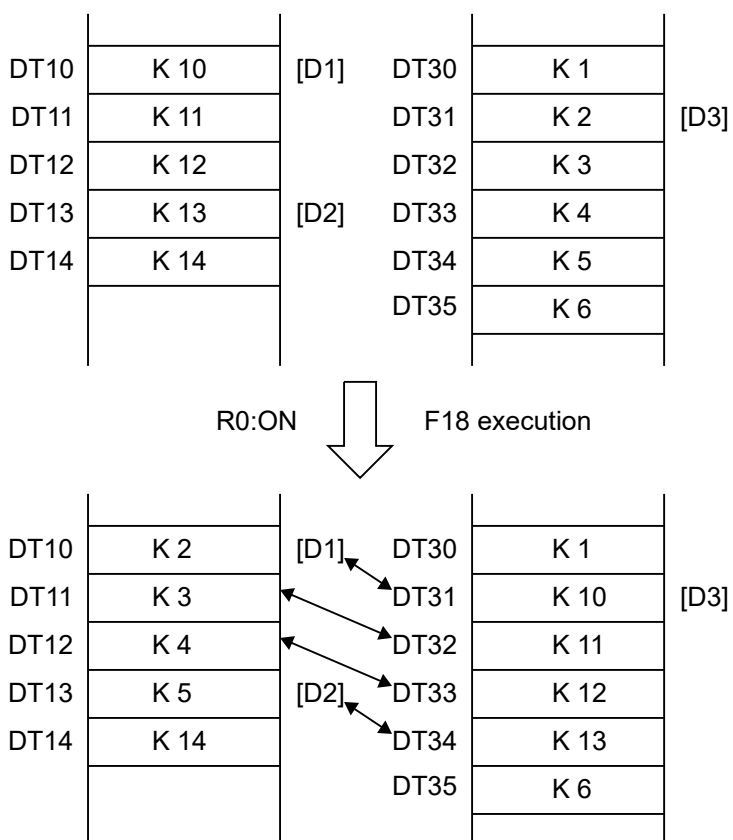 DT10 K 10 [D1] DT30 K 1
DT11 K 11 DT31 K 2 [D3]
DT12 K 12 DT32 K 3
DT13 K 13 [D2] DT33 K 4
DT14 K 14 DT34 K 5
DT35 K 6
R0:ON F18 execution
DT10 K 2 [D1] DT30 K 1
DT11 K 3 DT31 K 10 [D3]
DT12 K 4 DT32 K 11
DT13 K 5 [D2] DT33 K 12
DT14 K 14 DT34 K 13
DT35 K 6